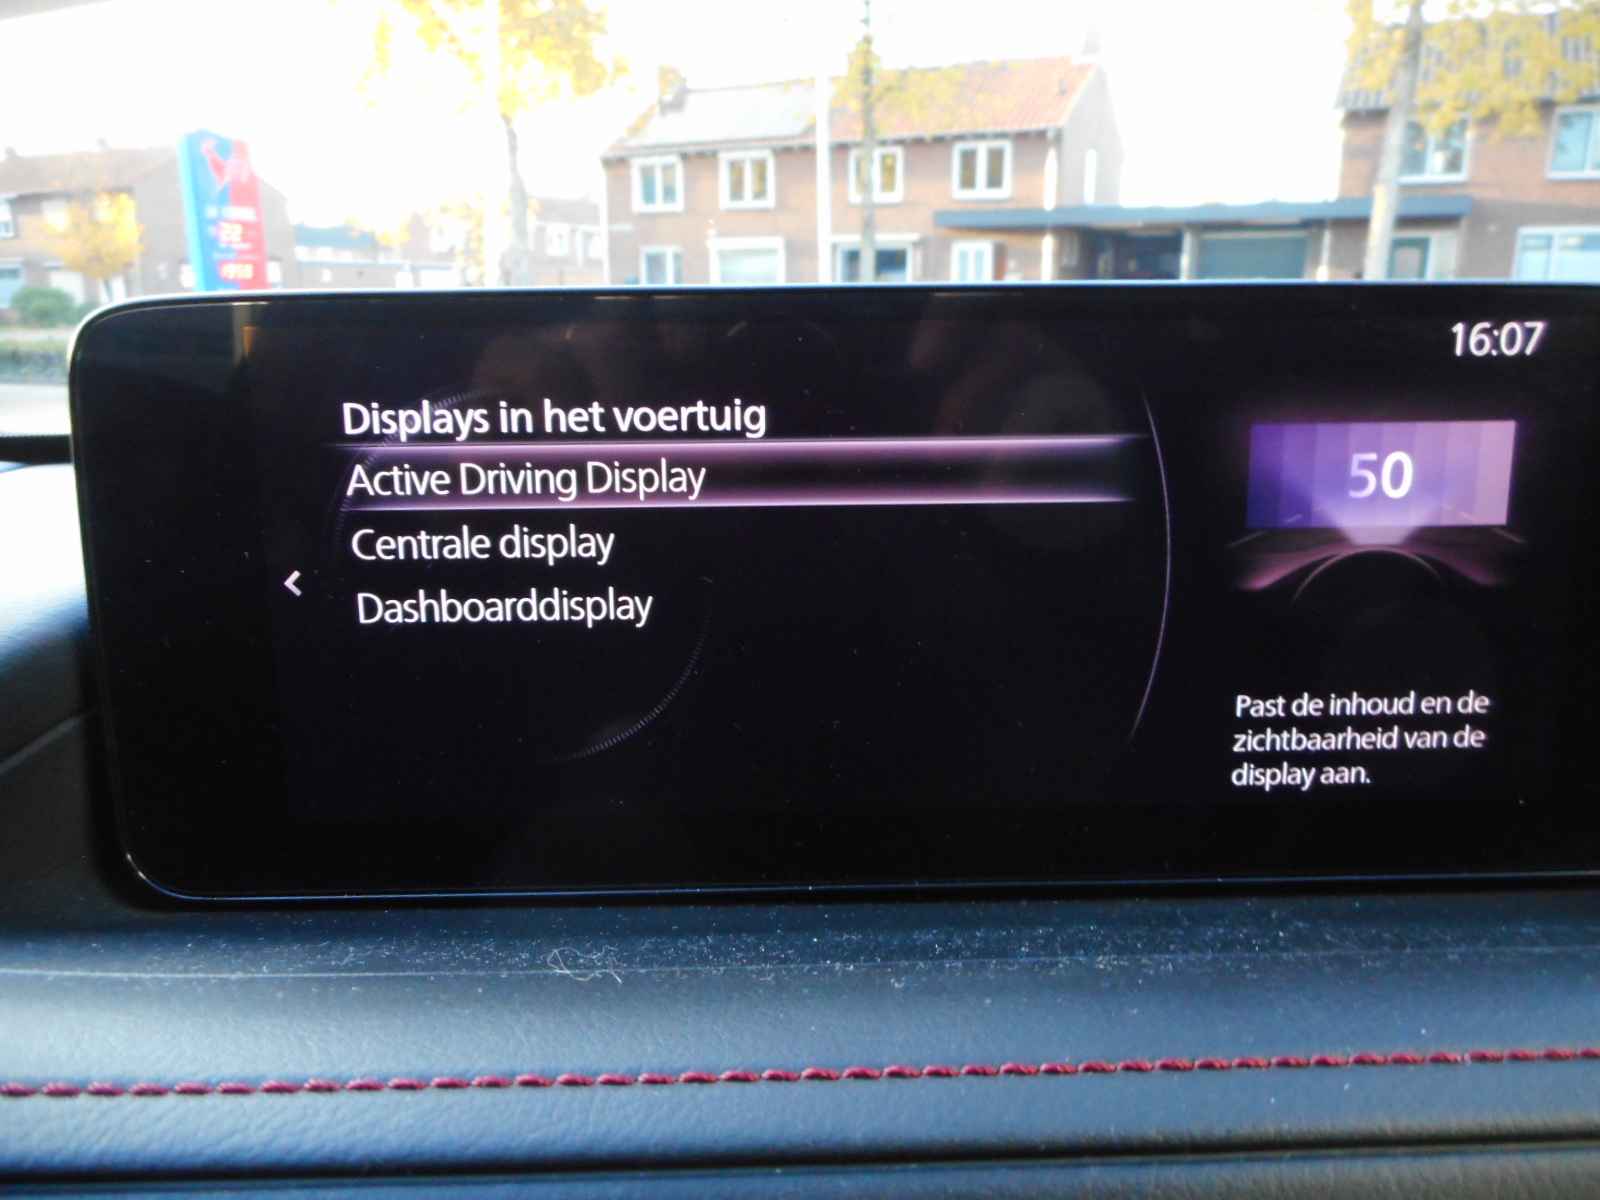 16:07
Displays in het voertuig
Active Driving Display
Centrale display
Dashboarddisplay
50
Past de inhoud en de
zichtbaarheid van de
display aan.